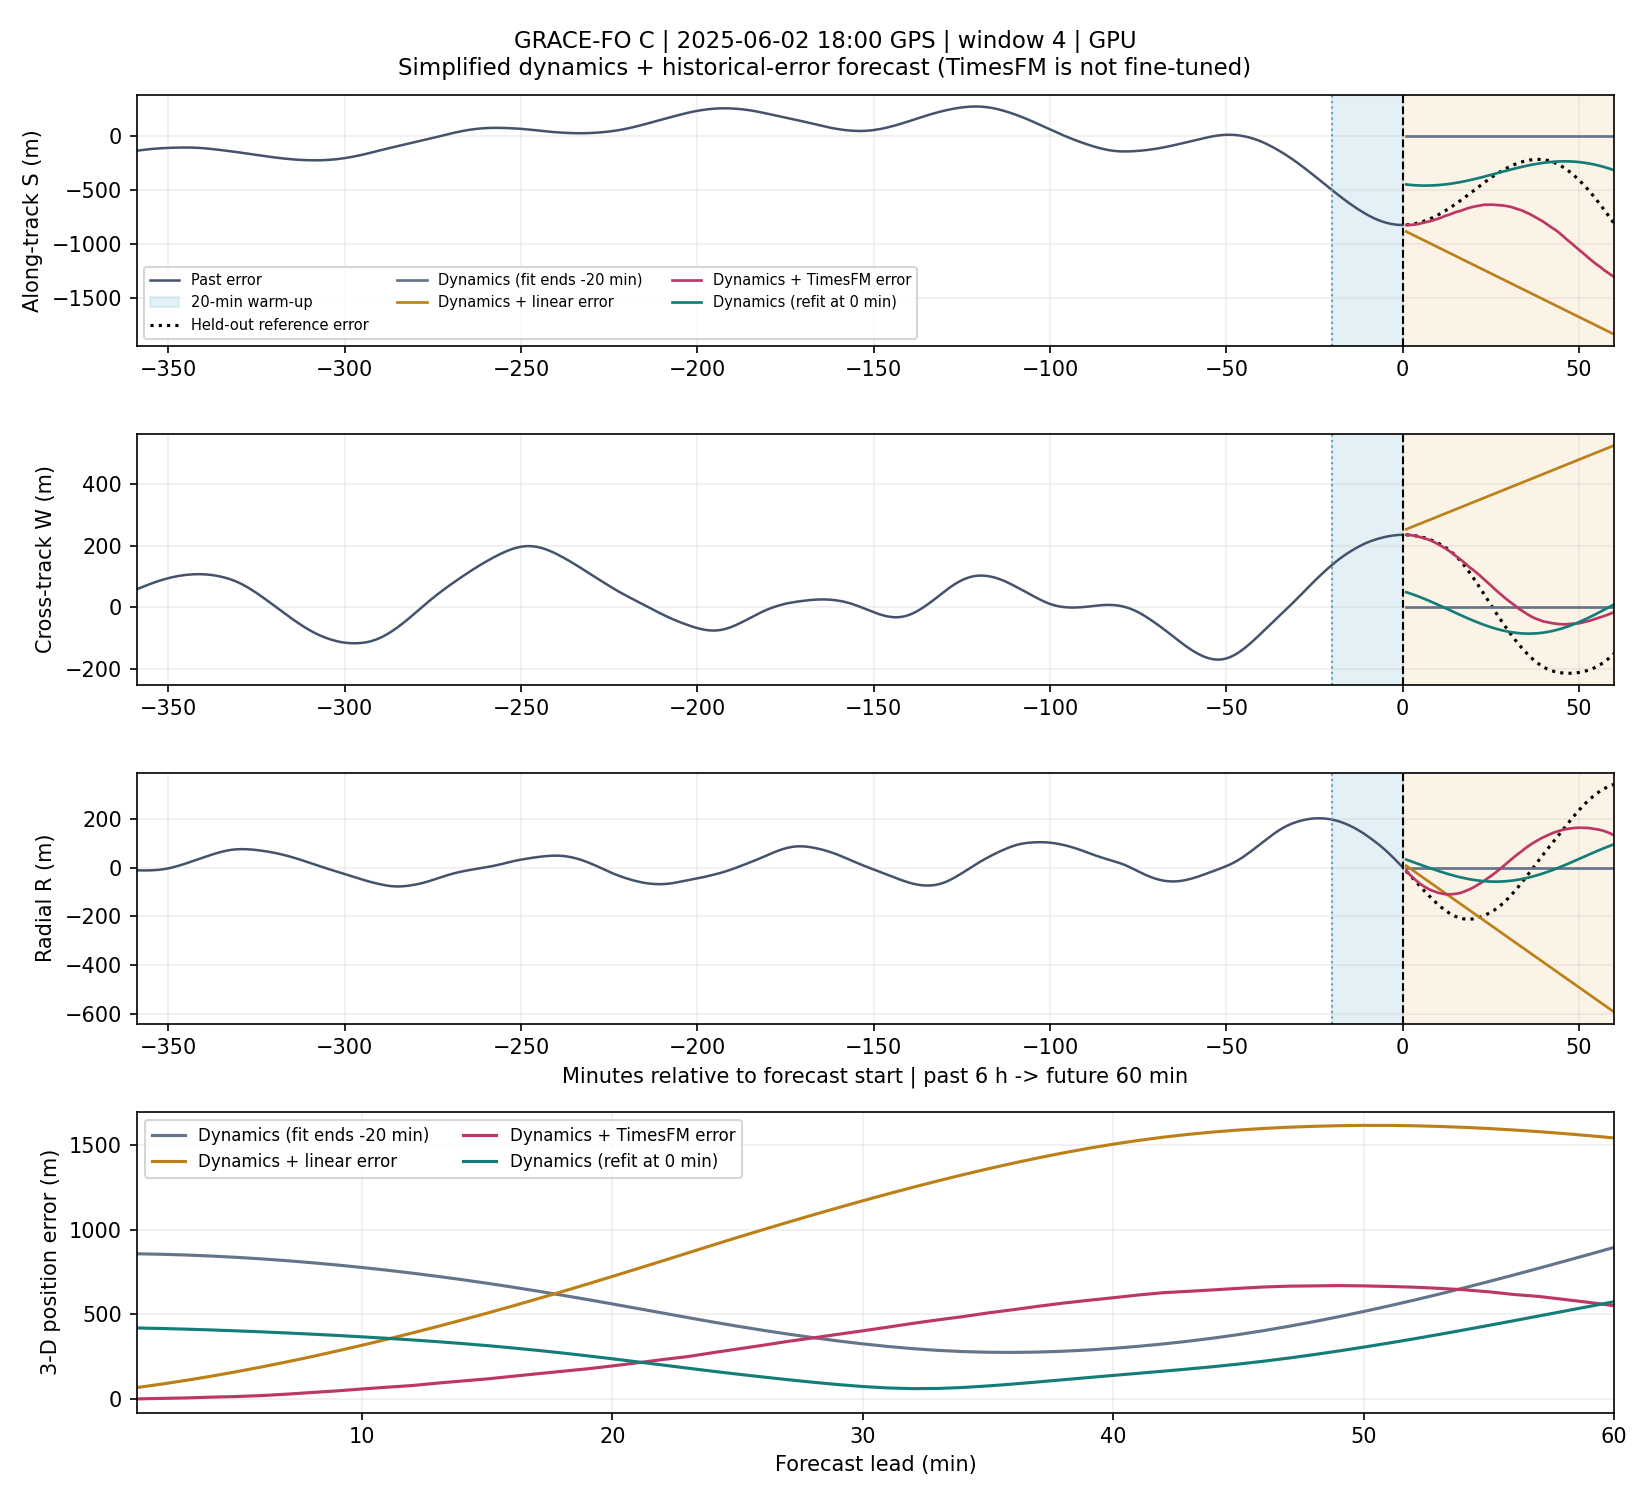 GRACE-FO C | 2025-06-02 18:00 GPS | window 4 | GPU
Simplified dynamics + historical-error forecast (TimesFM is not fine-tuned)
Along-track S (m)
0
−500
−1000
−1500
Past error
20-min warm-up
Held-out reference error
Dynamics (fit ends -20 min)
Dynamics + linear error
Dynamics + TimesFM error
Dynamics (refit at 0 min)
−350 −300 −250 −200 −150 −100 −50 0 50
Cross-track W (m)
400
200
0
−200
−350 −300 −250 −200 −150 −100 −50 0 50
Radial R (m)
200
0
−200
−400
−600
−350 −300 −250 −200 −150 −100 −50 0 50
Minutes relative to forecast start | past 6 h -> future 60 min
3-D position error (m)
1500
1000
500
0
Dynamics (fit ends -20 min)
Dynamics + linear error
Dynamics + TimesFM error
Dynamics (refit at 0 min)
10 20 30 40 50 60
Forecast lead (min)